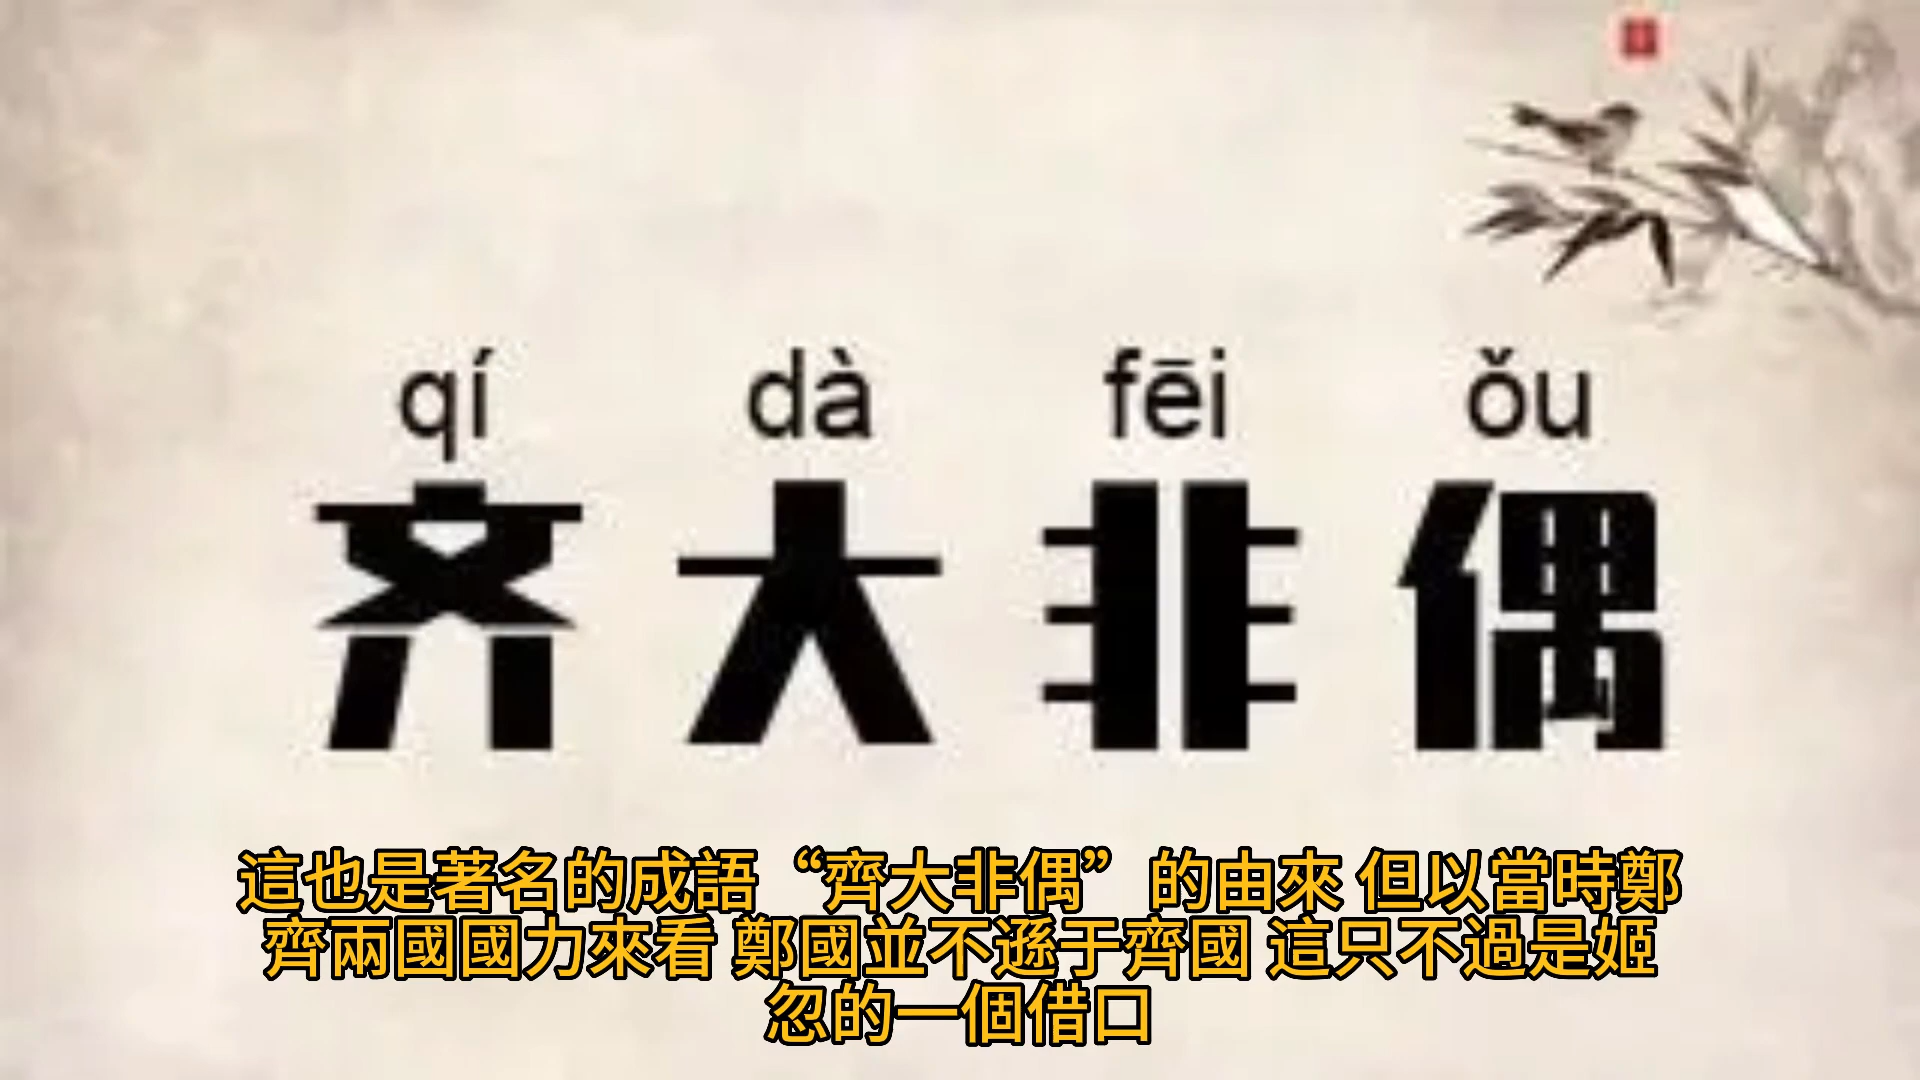 qí dà fēi ǒu
齐大非偶
這也是著名的成語“齊大非偶”的由來 但以當時鄭
齊兩國國力來看 鄭國並不遜于齊國 這只不過是姬
忽的一個借口